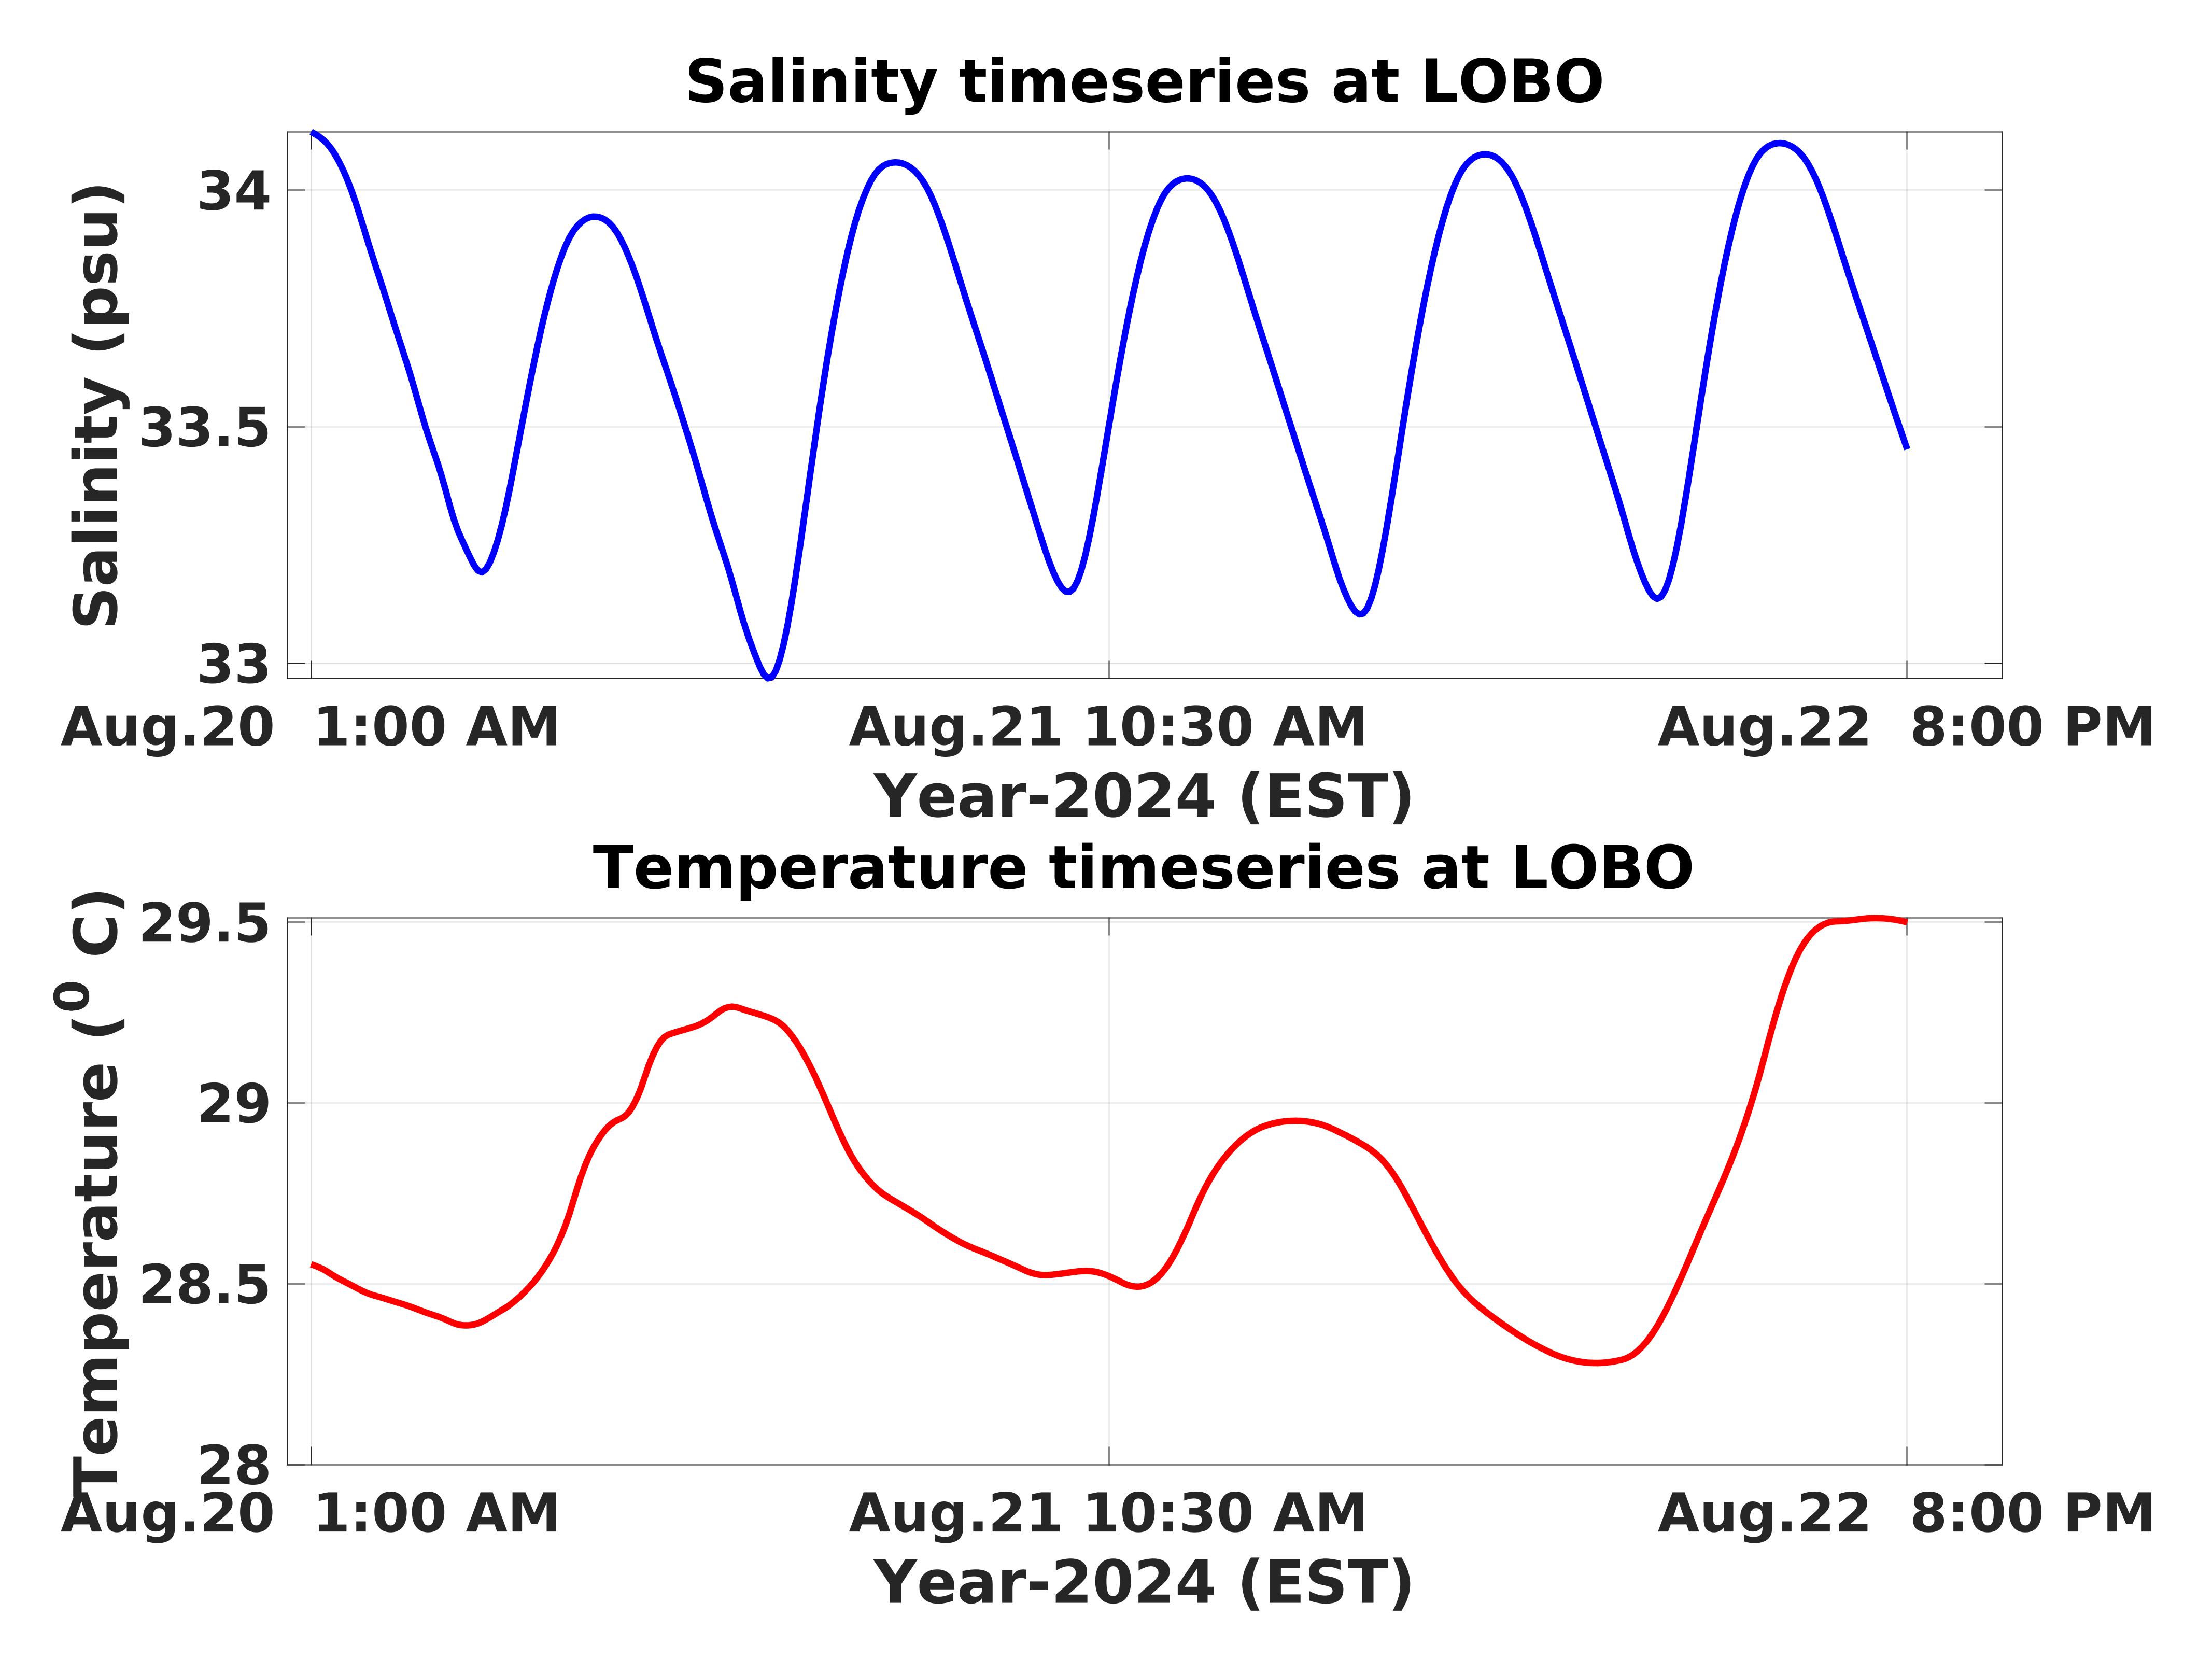 Salinity timeseries at LOBO
Salinity (psu)
34
33.5
33
Aug.20  1:00 AM
Aug.21 10:30 AM
Aug.22  8:00 PM
Year-2024 (EST)
Temperature timeseries at LOBO
Temperature (⁰ C)
29.5
29
28.5
28
Aug.20  1:00 AM
Aug.21 10:30 AM
Aug.22  8:00 PM
Year-2024 (EST)